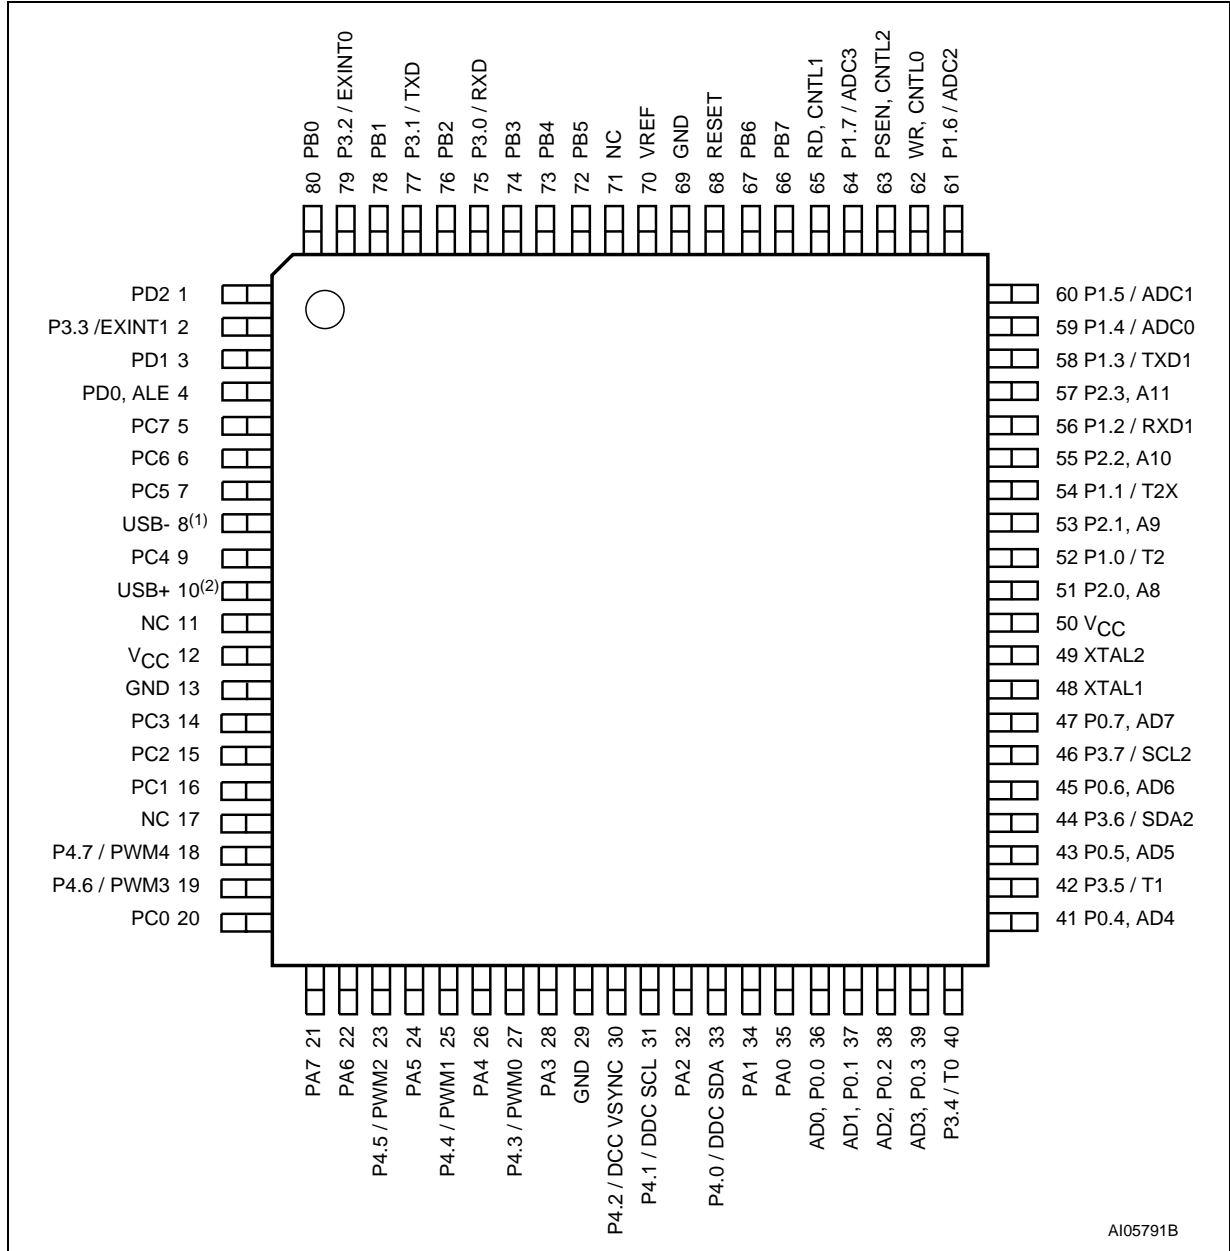 80 PB0
79 P3.2 / EXINT0
78 PB1
77 P3.1 / TXD
76 PB2
75 P3.0 / RXD
74 PB3
73 PB4
72 PB5
71 NC
70 VREF
69 GND
68 RESET
67 PB6
66 PB7
65 RD, CNTL1
64 P1.7 / ADC3
63 PSEN, CNTL2
62 WR, CNTL0
61 P1.6 / ADC2
PD2 1
P3.3 /EXINT1 2
PD1 3
PD0, ALE 4
PC7 5
PC6 6
PC5 7
USB- 8(1)
PC4 9
USB+ 10(2)
NC 11
VCC 12
GND 13
PC3 14
PC2 15
PC1 16
NC 17
P4.7 / PWM4 18
P4.6 / PWM3 19
PC0 20
60 P1.5 / ADC1
59 P1.4 / ADC0
58 P1.3 / TXD1
57 P2.3, A11
56 P1.2 / RXD1
55 P2.2, A10
54 P1.1 / T2X
53 P2.1, A9
52 P1.0 / T2
51 P2.0, A8
50 VCC
49 XTAL2
48 XTAL1
47 P0.7, AD7
46 P3.7 / SCL2
45 P0.6, AD6
44 P3.6 / SDA2
43 P0.5, AD5
42 P3.5 / T1
41 P0.4, AD4
PA7 21
PA6 22
P4.5 / PWM2 23
PA5 24
P4.4 / PWM1 25
PA4 26
P4.3 / PWM0 27
PA3 28
GND 29
P4.2 / DCC VSYNC 30
P4.1 / DDC SCL 31
PA2 32
P4.0 / DDC SDA 33
PA1 34
PA0 35
AD0, P0.0 36
AD1, P0.1 37
AD2, P0.2 38
AD3, P0.3 39
P3.4 / T0 40
AI05791B